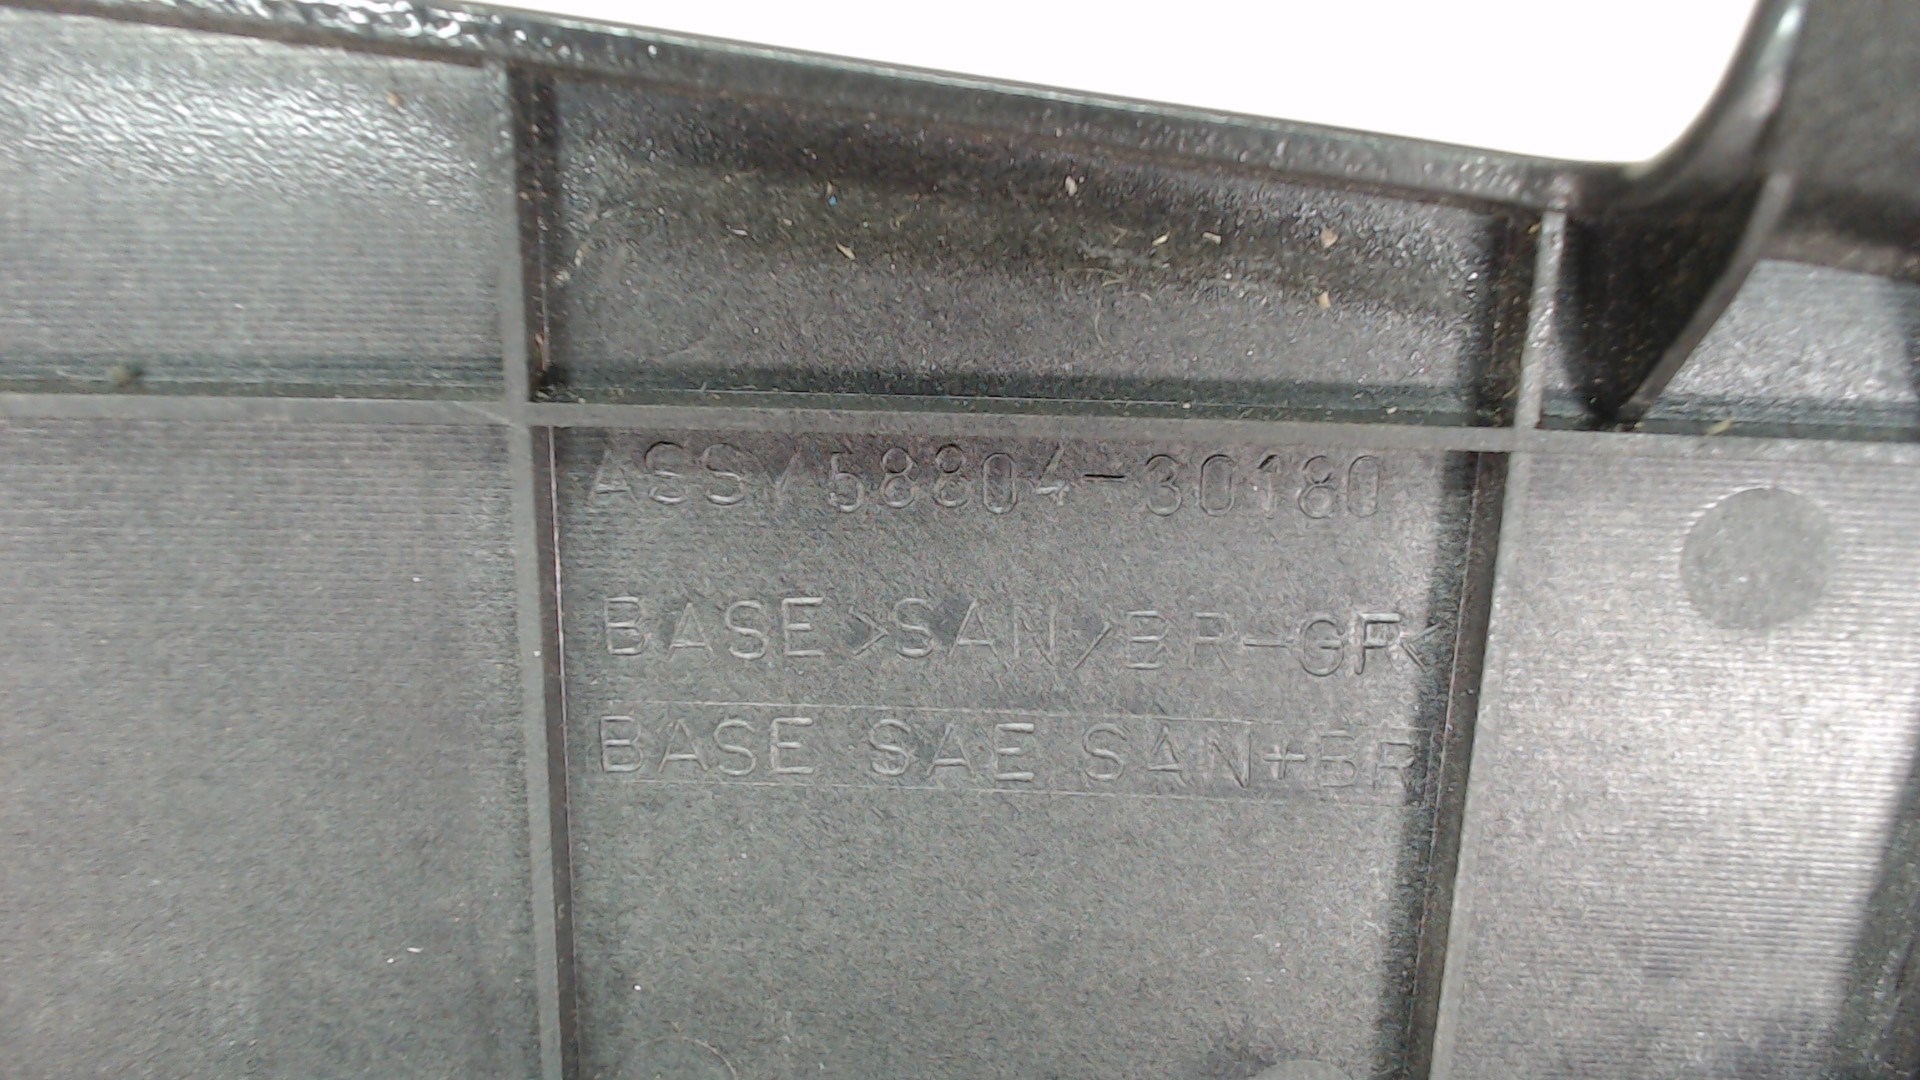 ASSY 58804-30180
BASE >SAN/BR-GF<
BASE SAE SAN+BR